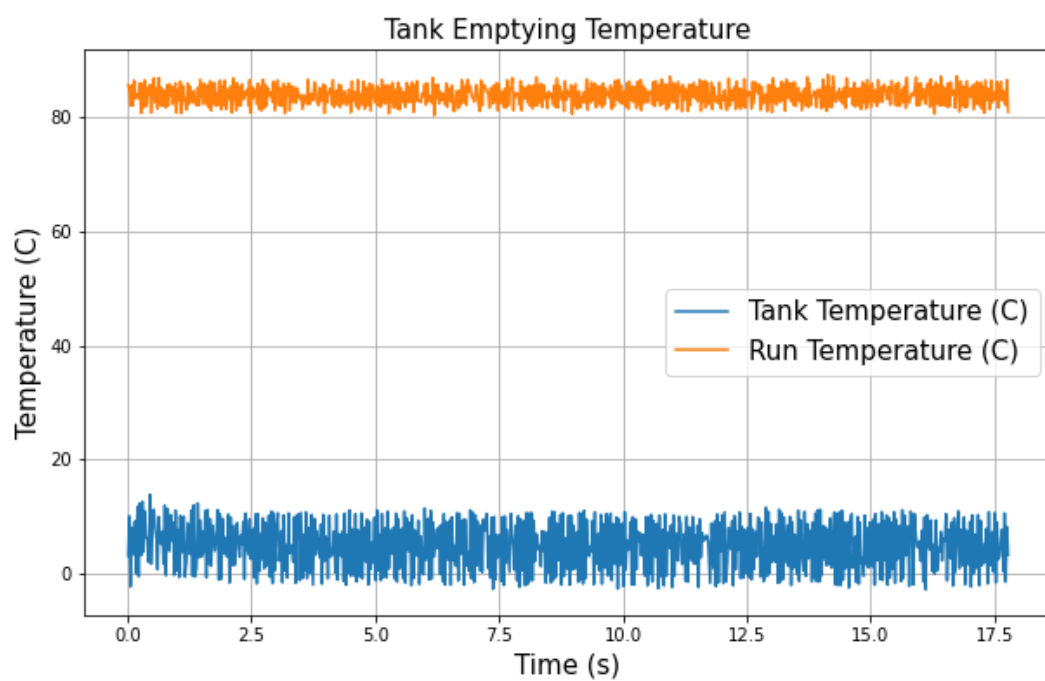 Tank Emptying Temperature
Temperature (C)
80
60
40
20
0
Tank Temperature (C)
Run Temperature (C)
0.0 2.5 5.0 7.5 10.0 12.5 15.0 17.5
Time (s)